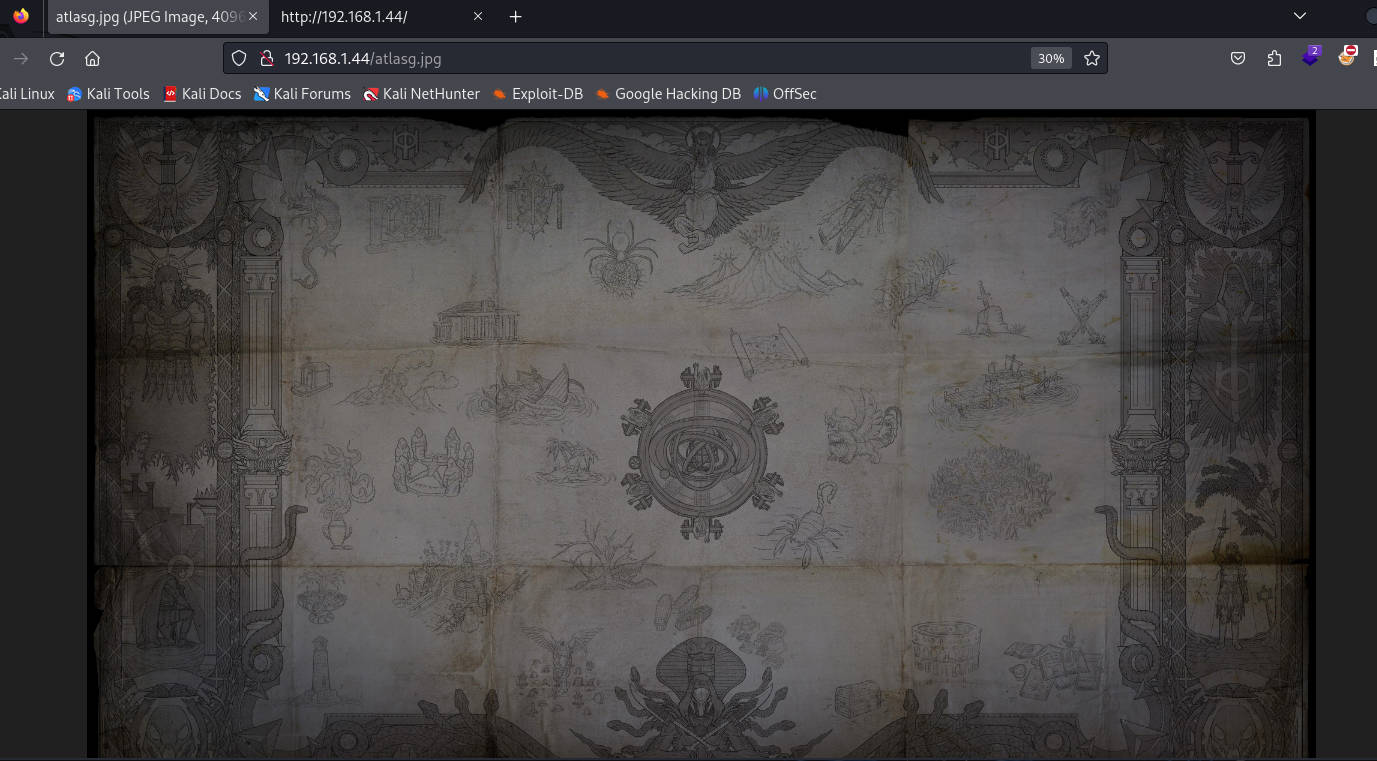 atlasg.jpg (JPEG Image, 4096
http://192.168.1.44/
192.168.1.44/atlasg.jpg
30%
2
Kali Linux
Kali Tools
Kali Docs
Kali Forums
Kali NetHunter
Exploit-DB
Google Hacking DB
OffSec